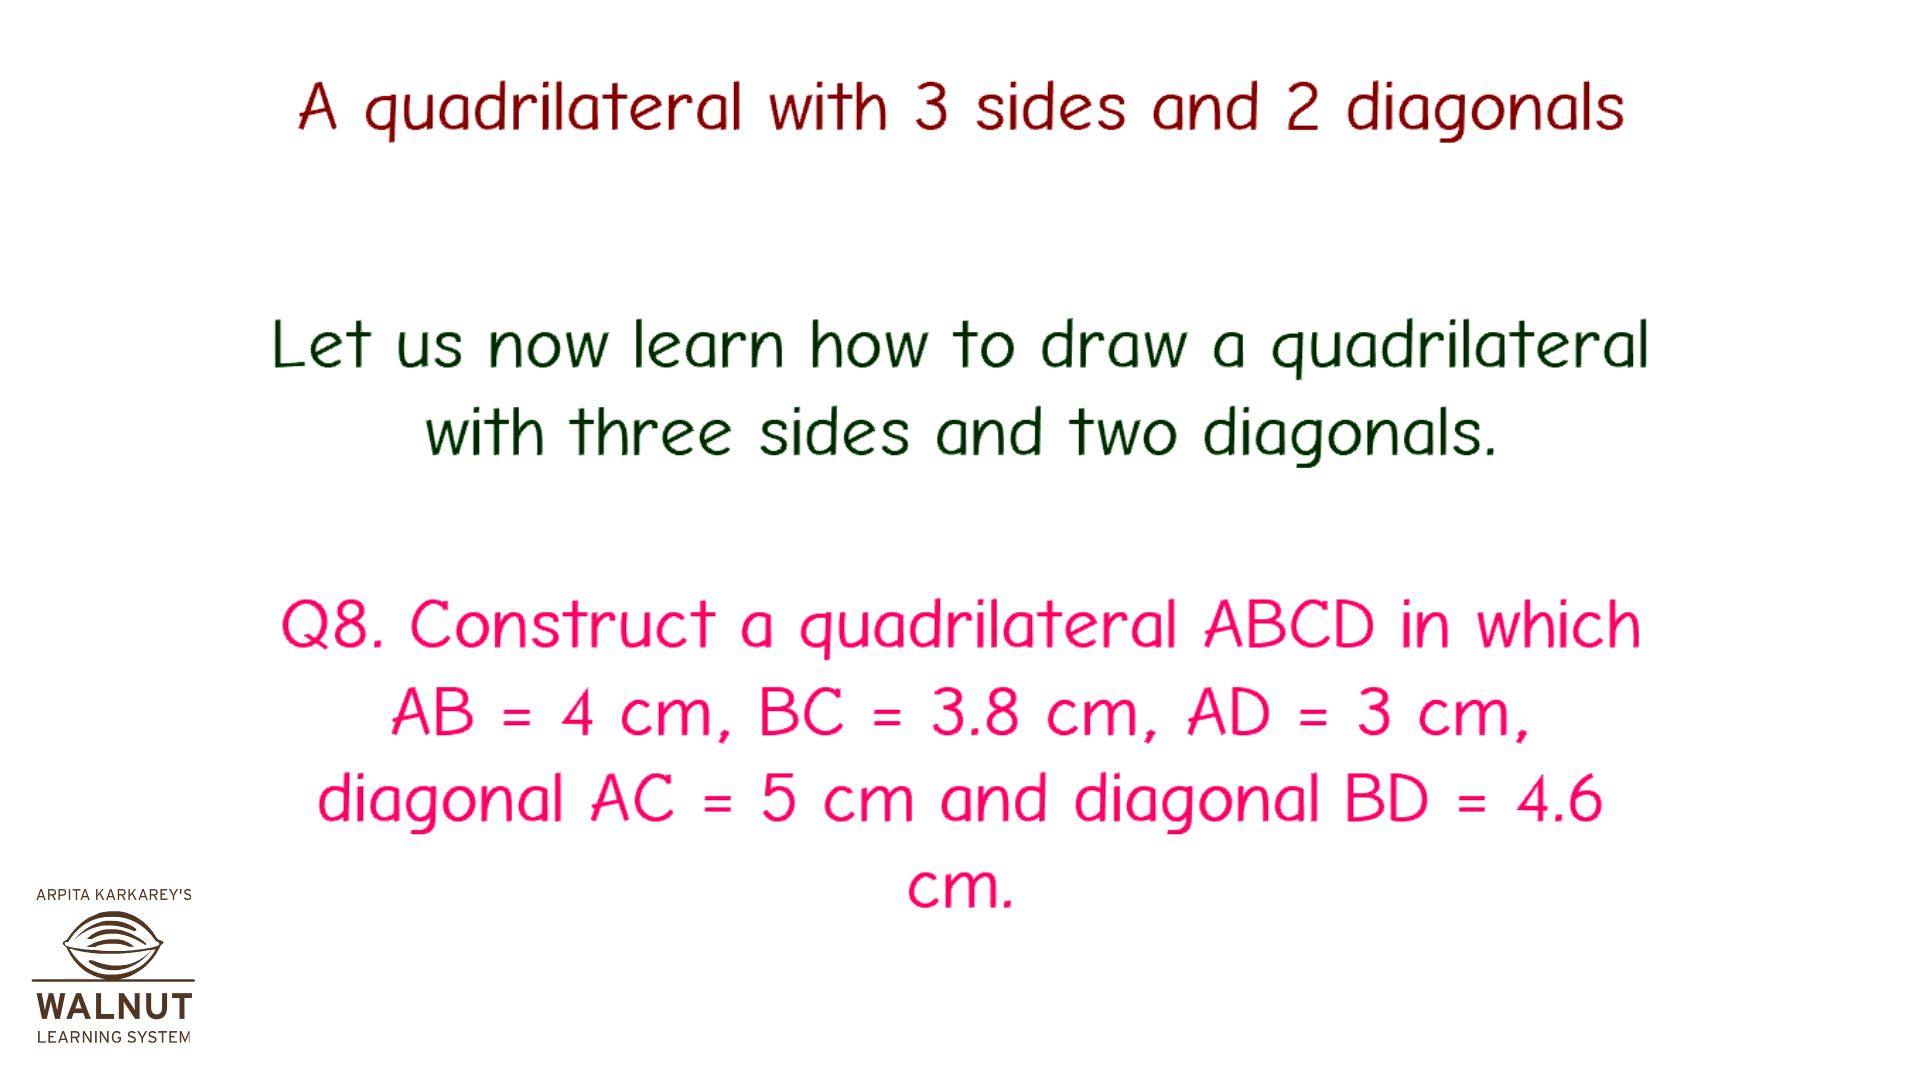 A quadrilateral with 3 sides and 2 diagonals
Let us now learn how to draw a quadrilateral
with three sides and two diagonals.
Q8. Construct a quadrilateral ABCD in which
AB = 4 cm, BC = 3.8 cm, AD = 3 cm,
diagonal AC = 5 cm and diagonal BD = 4.6
cm.
ARPITA KARKAREY'S
WALNUT
LEARNING SYSTEM